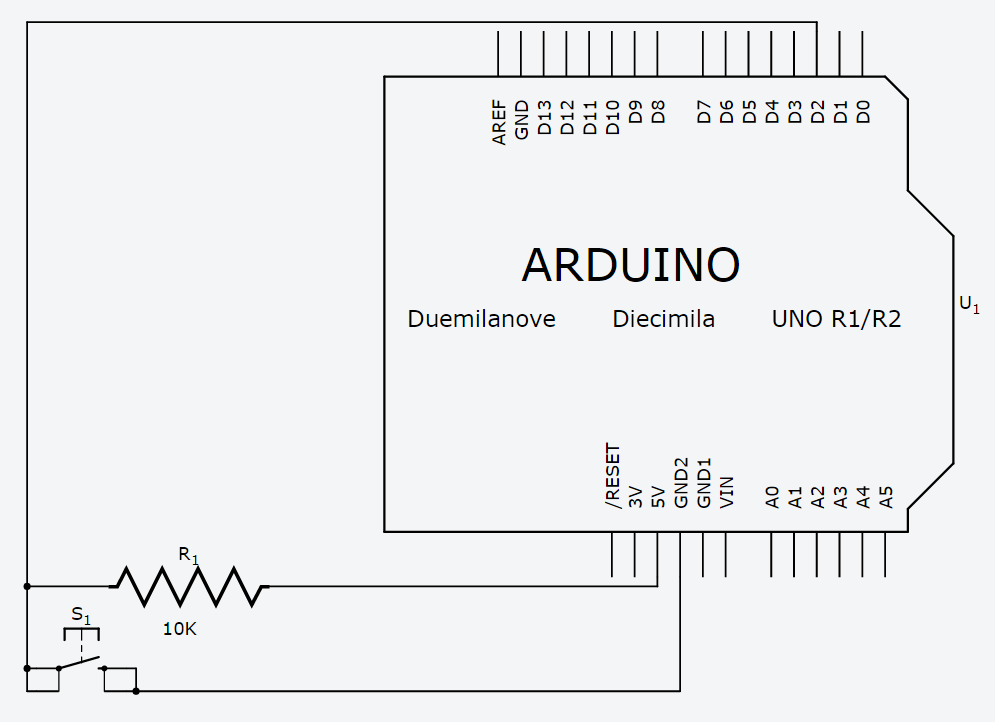 AREF GND D13 D12 D11 D10 D9 D8 D7 D6 D5 D4 D3 D2 D1 D0
ARDUINO
U1
Duemilanove Diecimila UNO R1/R2
/RESET 3V 5V GND2 GND1 VIN A0 A1 A2 A3 A4 A5
R1
S1
10K